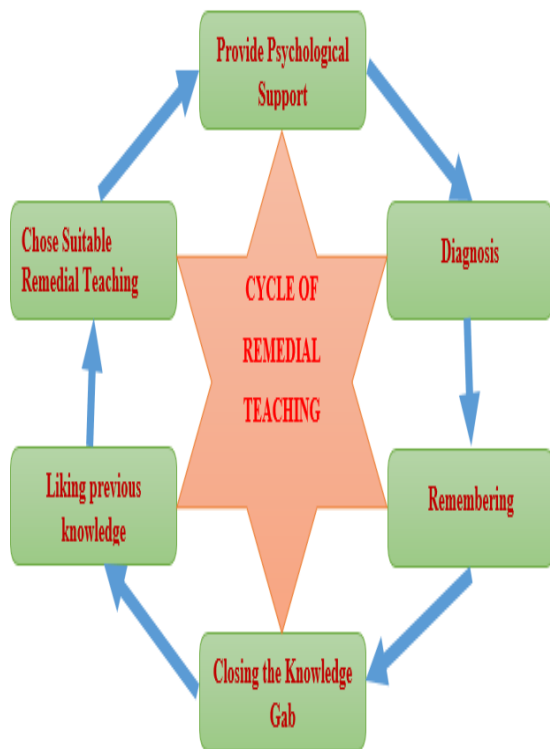 Provide Psychological
Support
Diagnosis
Remembering
Closing the Knowledge
Gab
Liking previous
knowledge
Chose Suitable
Remedial Teaching
CYCLE OF
REMEDIAL
TEACHING